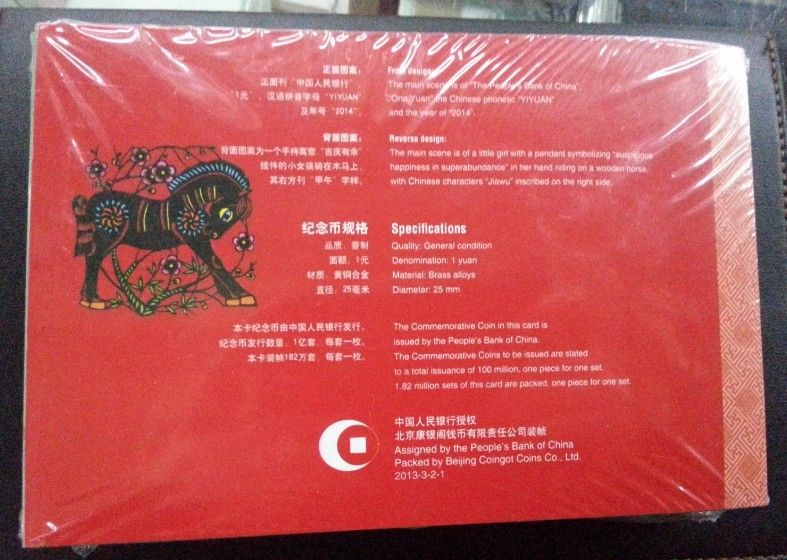 正面图案：
正面刊“中国人民银行”
1元”、汉语拼音字母“YIYUAN”
及年号“2014”。
Front design:
The main scene is of “The People's Bank of China”,
“One Yuan” the Chinese phonetic “YIYUAN”
and the year of “2014”.
背面图案：
背面图案为一个手持寓意“吉庆有余”
挂件的小女孩骑在木马上，
其右方刊“甲午”字样。
Reverse design:
The main scene is of a little girl with a pendant symbolizing “suspicious
happiness in superabundance” in her hand riding on a wooden horse,
with Chinese characters “Jiawu” inscribed on the right side.
纪念币规格
品质：普制
面额：1元
材质：黄铜合金
直径：25毫米
Specifications
Quality: General condition
Denomination: 1 yuan
Material: Brass alloys
Diameter: 25 mm
本卡纪念币由中国人民银行发行，
纪念币发行数量：1亿套，每套一枚。
本卡装帧182万套，每套一枚。
The Commemorative Coin in this card is
issued by the People's Bank of China.
The Commemorative Coins to be issued are slated
to a total issuance of 100 million, one piece for one set.
1.82 million sets of this card are packed, one piece for one set.
中国人民银行授权
北京康银阁钱币有限责任公司装帧
Assigned by the People's Bank of China
Packed by Beijing Coingot Coins Co., Ltd.
2013-3-2-1